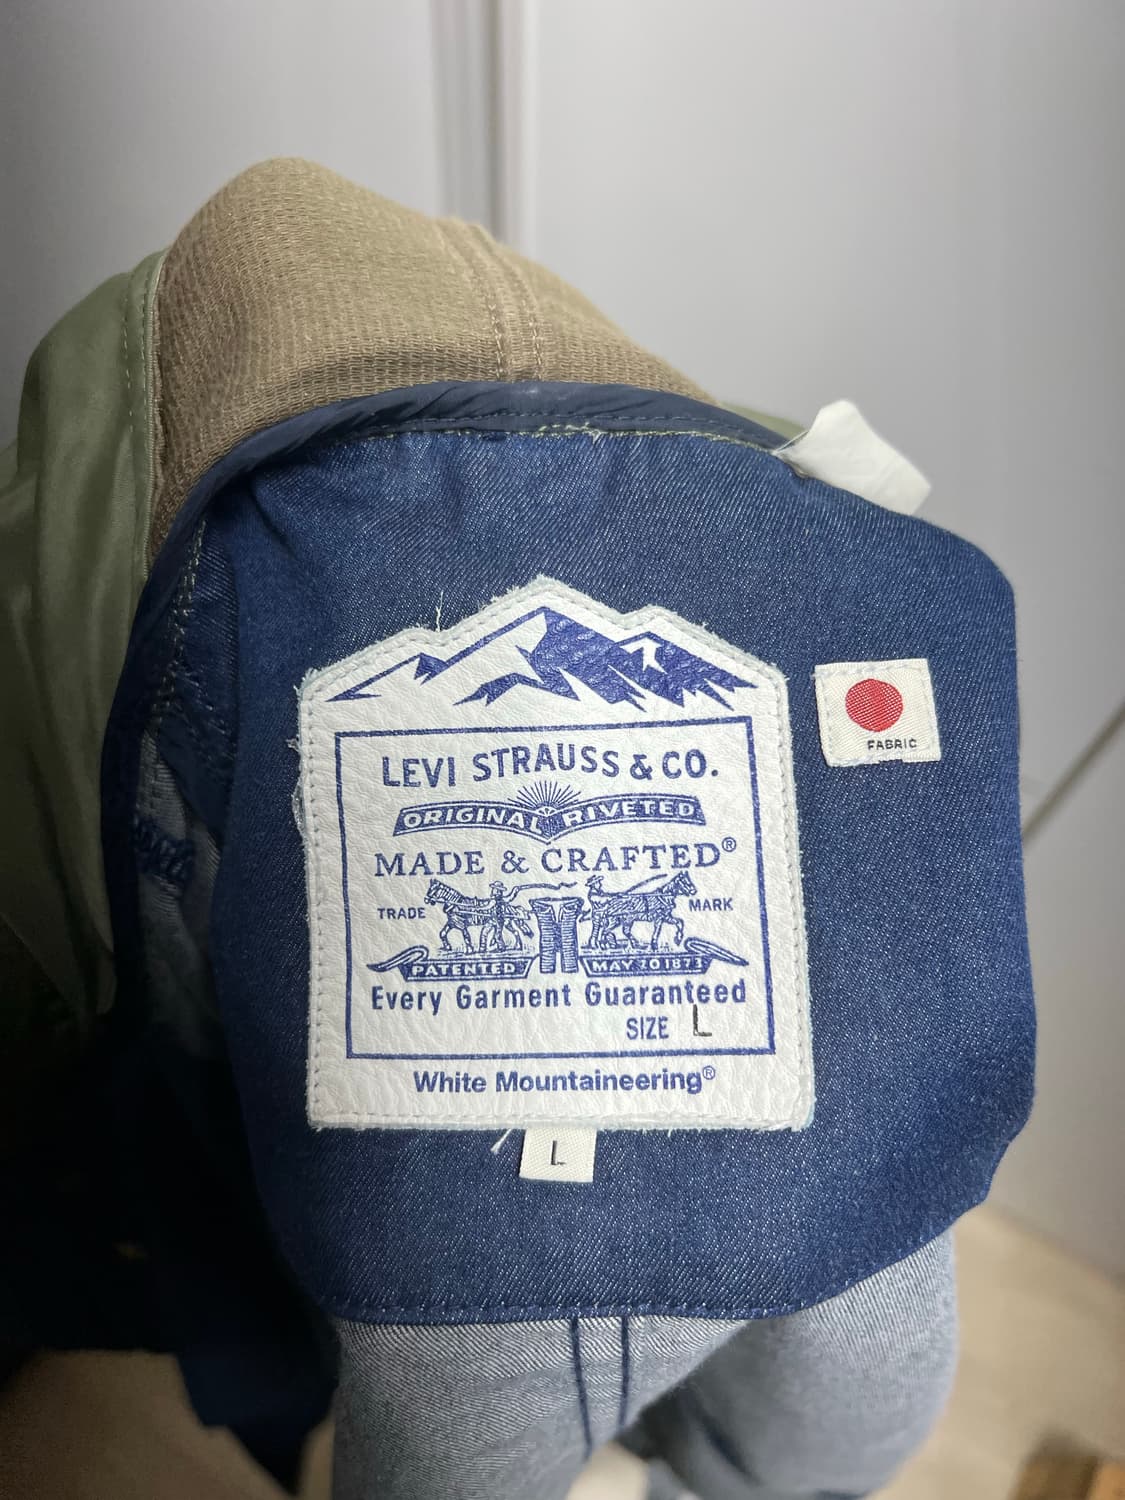 LEVI STRAUSS & CO.
ORIGINAL RIVETED
MADE & CRAFTED®
TRADE MARK
PATENTED MAY 20 1873
Every Garment Guaranteed
SIZE L
White Mountaineering®
L
FABRIC